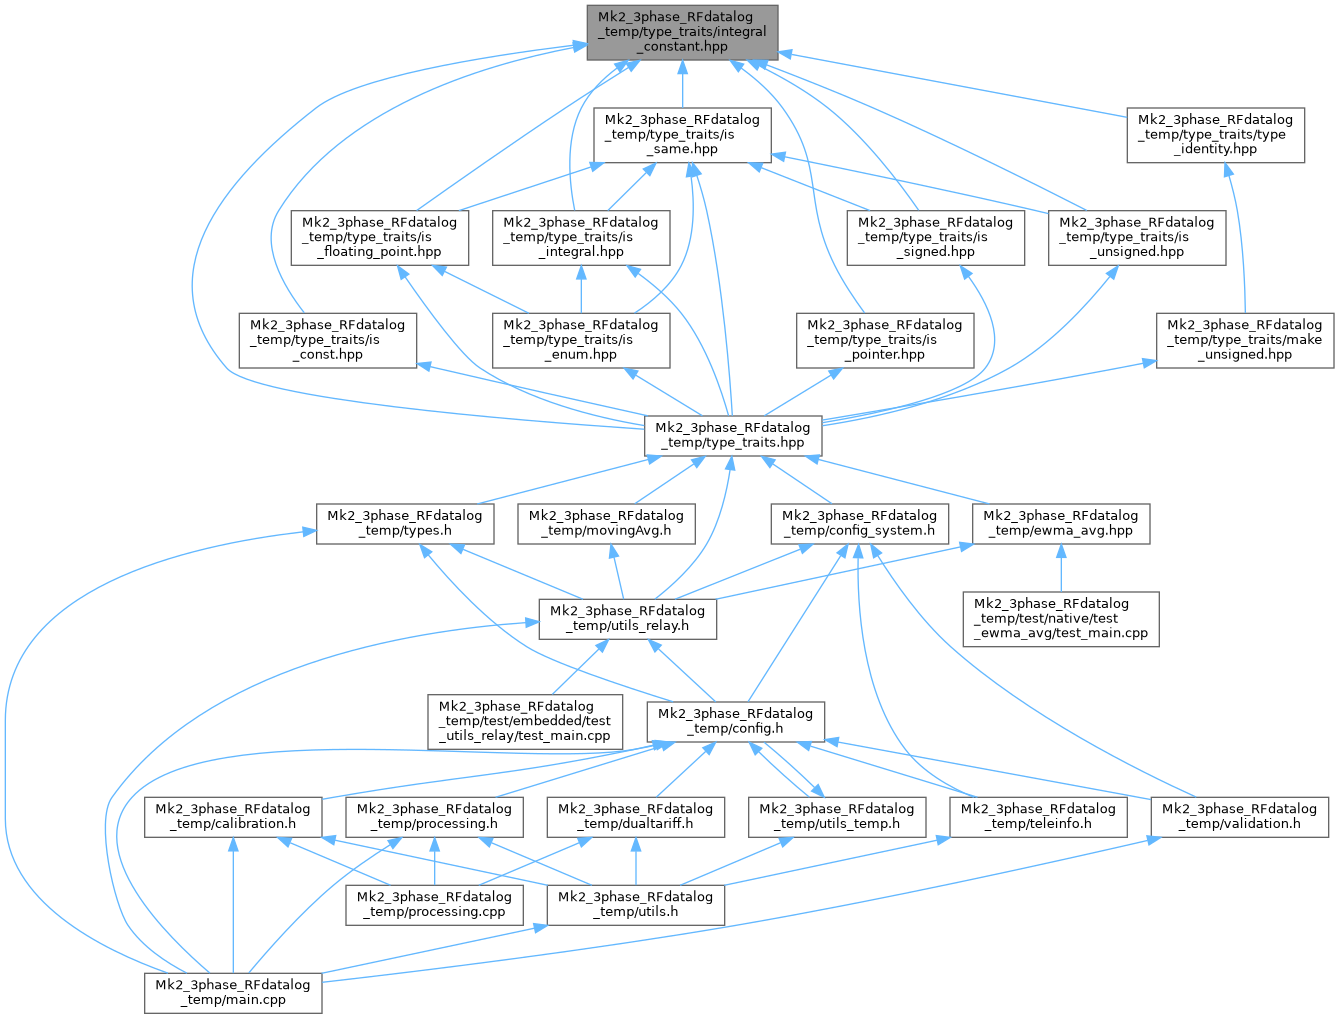 Mk2_3phase_RFdatalog
_temp/type_traits/integral
_constant.hpp
Mk2_3phase_RFdatalog
_temp/type_traits/is
_same.hpp
Mk2_3phase_RFdatalog
_temp/type_traits/type
_identity.hpp
Mk2_3phase_RFdatalog
_temp/type_traits/is
_floating_point.hpp
Mk2_3phase_RFdatalog
_temp/type_traits/is
_integral.hpp
Mk2_3phase_RFdatalog
_temp/type_traits/is
_signed.hpp
Mk2_3phase_RFdatalog
_temp/type_traits/is
_unsigned.hpp
Mk2_3phase_RFdatalog
_temp/type_traits/is
_const.hpp
Mk2_3phase_RFdatalog
_temp/type_traits/is
_enum.hpp
Mk2_3phase_RFdatalog
_temp/type_traits/is
_pointer.hpp
Mk2_3phase_RFdatalog
_temp/type_traits/make
_unsigned.hpp
Mk2_3phase_RFdatalog
_temp/type_traits.hpp
Mk2_3phase_RFdatalog
_temp/types.h
Mk2_3phase_RFdatalog
_temp/movingAvg.h
Mk2_3phase_RFdatalog
_temp/config_system.h
Mk2_3phase_RFdatalog
_temp/ewma_avg.hpp
Mk2_3phase_RFdatalog
_temp/utils_relay.h
Mk2_3phase_RFdatalog
_temp/test/native/test
_ewma_avg/test_main.cpp
Mk2_3phase_RFdatalog
_temp/test/embedded/test
_utils_relay/test_main.cpp
Mk2_3phase_RFdatalog
_temp/config.h
Mk2_3phase_RFdatalog
_temp/calibration.h
Mk2_3phase_RFdatalog
_temp/processing.h
Mk2_3phase_RFdatalog
_temp/dualtariff.h
Mk2_3phase_RFdatalog
_temp/utils_temp.h
Mk2_3phase_RFdatalog
_temp/teleinfo.h
Mk2_3phase_RFdatalog
_temp/validation.h
Mk2_3phase_RFdatalog
_temp/processing.cpp
Mk2_3phase_RFdatalog
_temp/utils.h
Mk2_3phase_RFdatalog
_temp/main.cpp